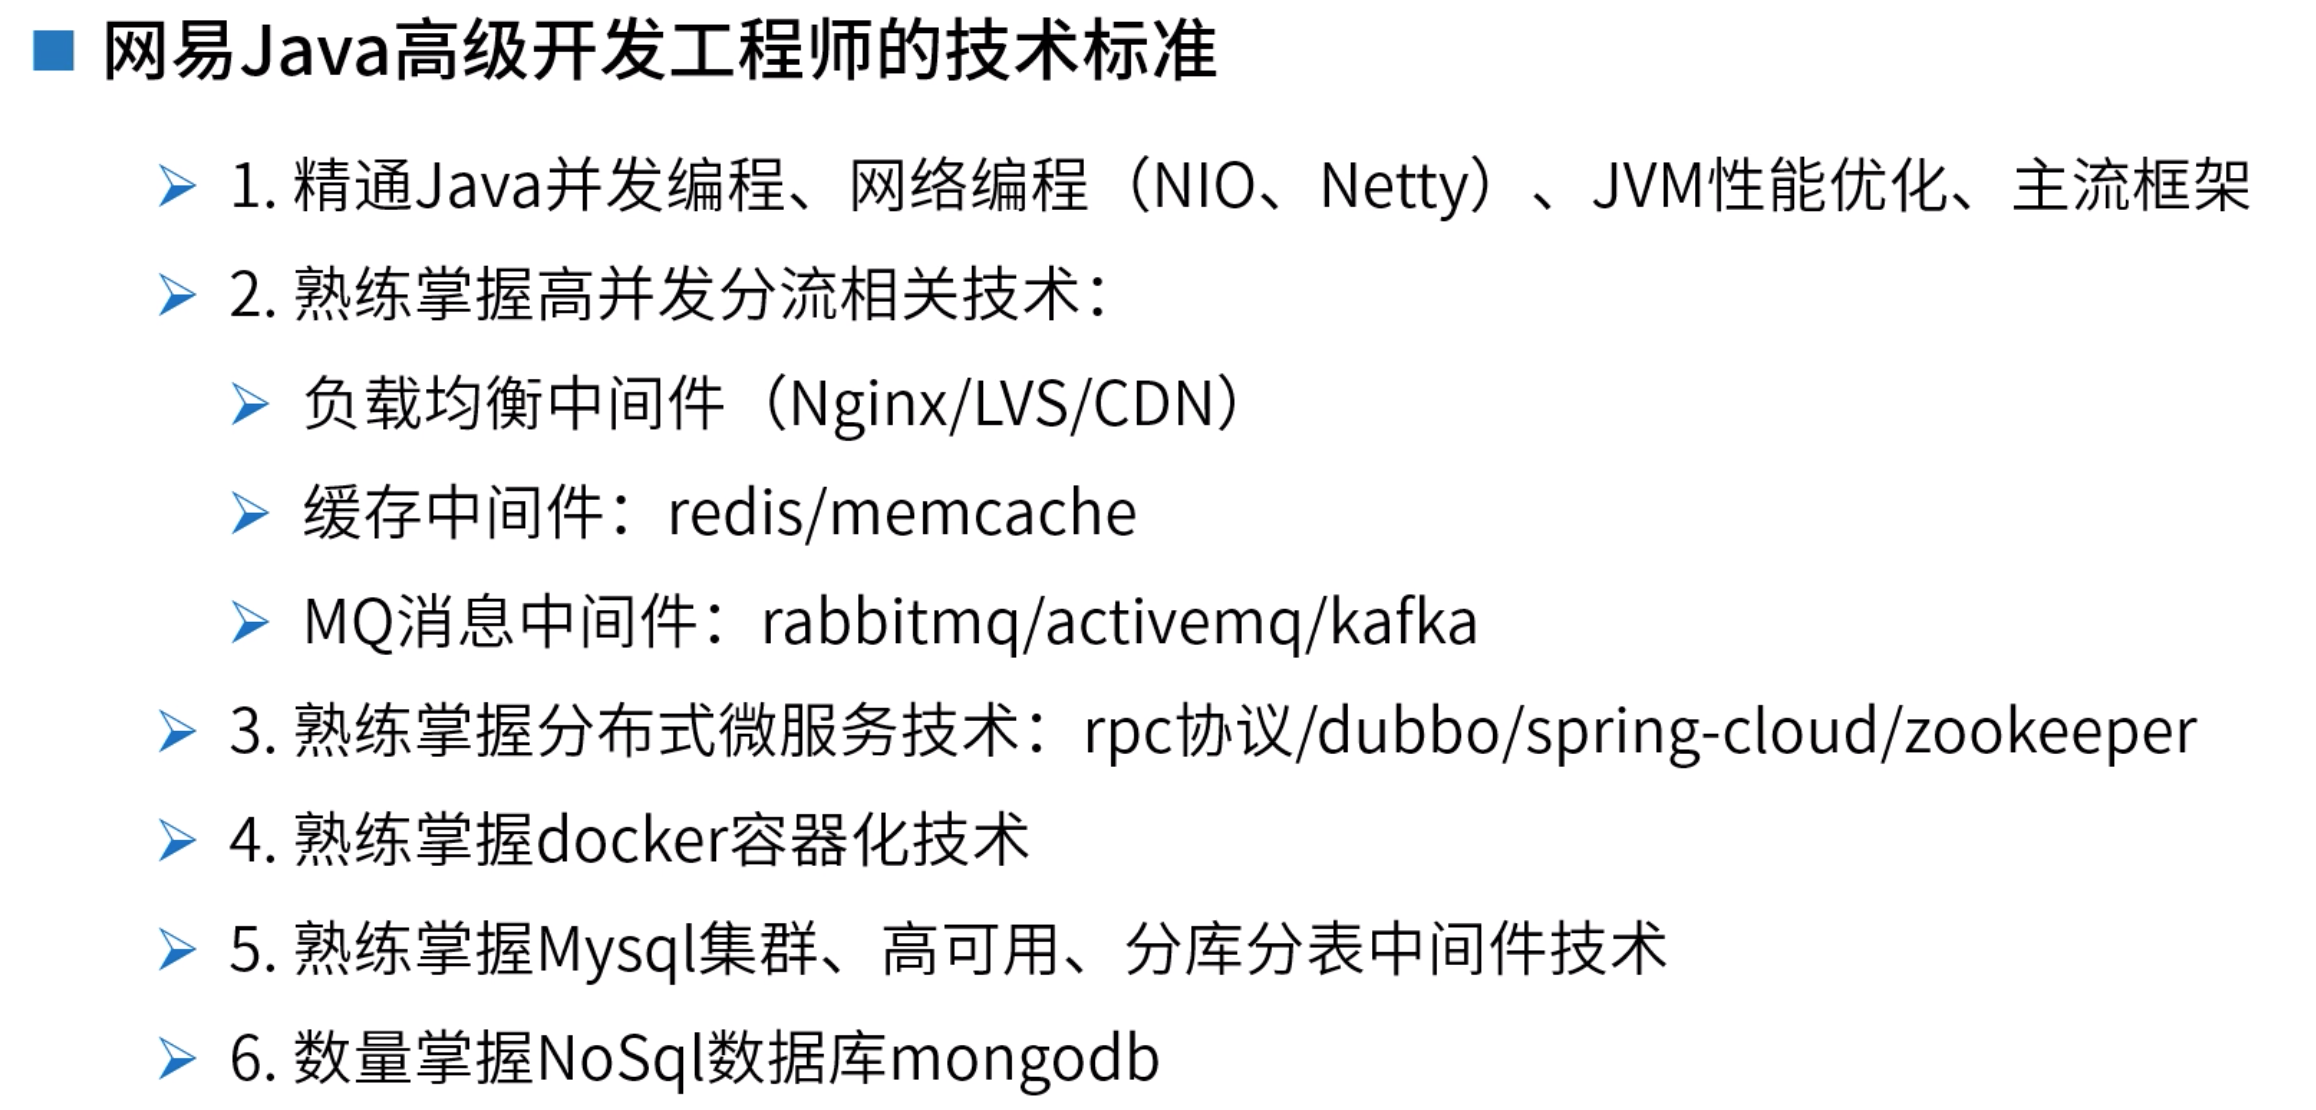 网易Java高级开发工程师的技术标准
1. 精通Java并发编程、网络编程（NIO、Netty）、JVM性能优化、主流框架
2. 熟练掌握高并发分流相关技术：
负载均衡中间件（Nginx/LVS/CDN）
缓存中间件：redis/memcache
MQ消息中间件：rabbitmq/activemq/kafka
3. 熟练掌握分布式微服务技术：rpc协议/dubbo/spring-cloud/zookeeper
4. 熟练掌握docker容器化技术
5. 熟练掌握Mysql集群、高可用、分库分表中间件技术
6. 数量掌握NoSql数据库mongodb